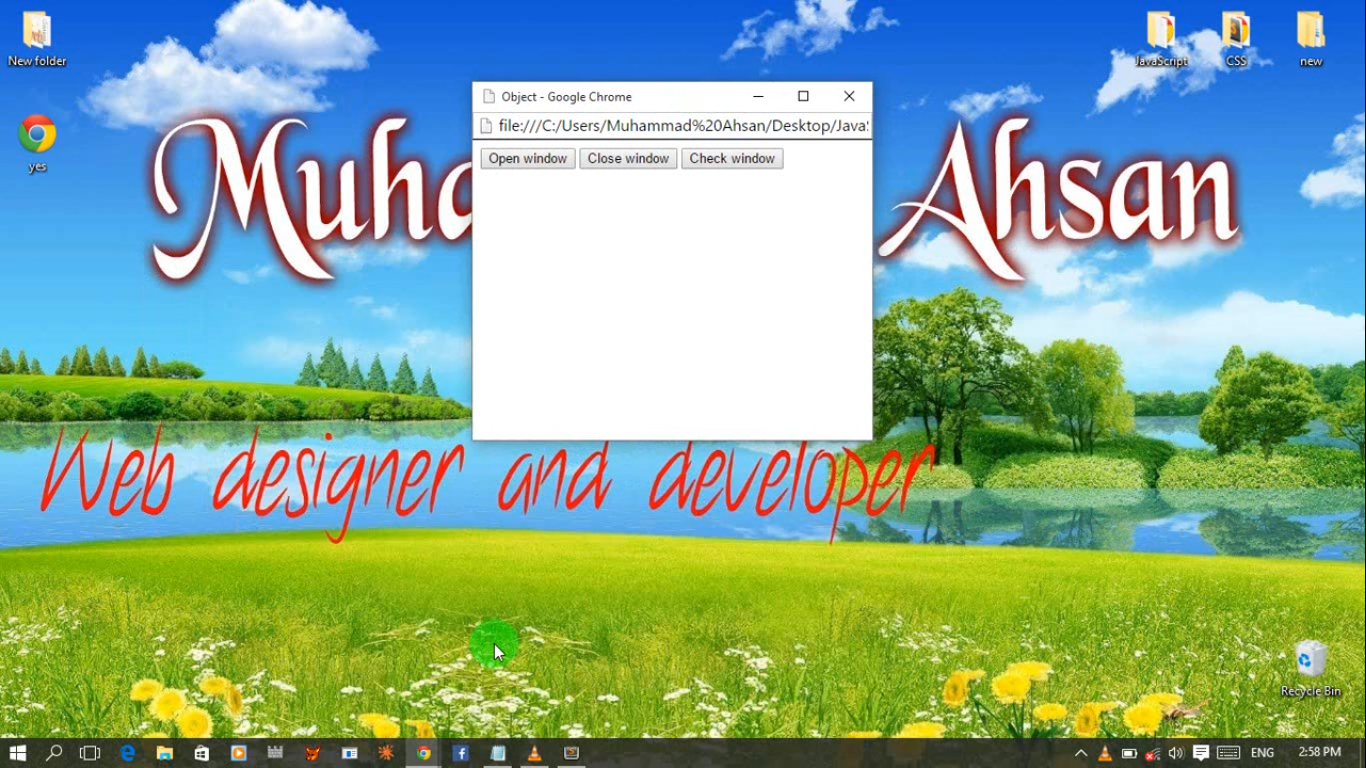 New folder
JavaScript
CSS
new
yes
Object - Google Chrome
file:///C:/Users/Muhammad%20Ahsan/Desktop/Java
Open window
Close window
Check window
Muha
Ahsan
Web designer and developer
Recycle Bin
ENG
2:58 PM